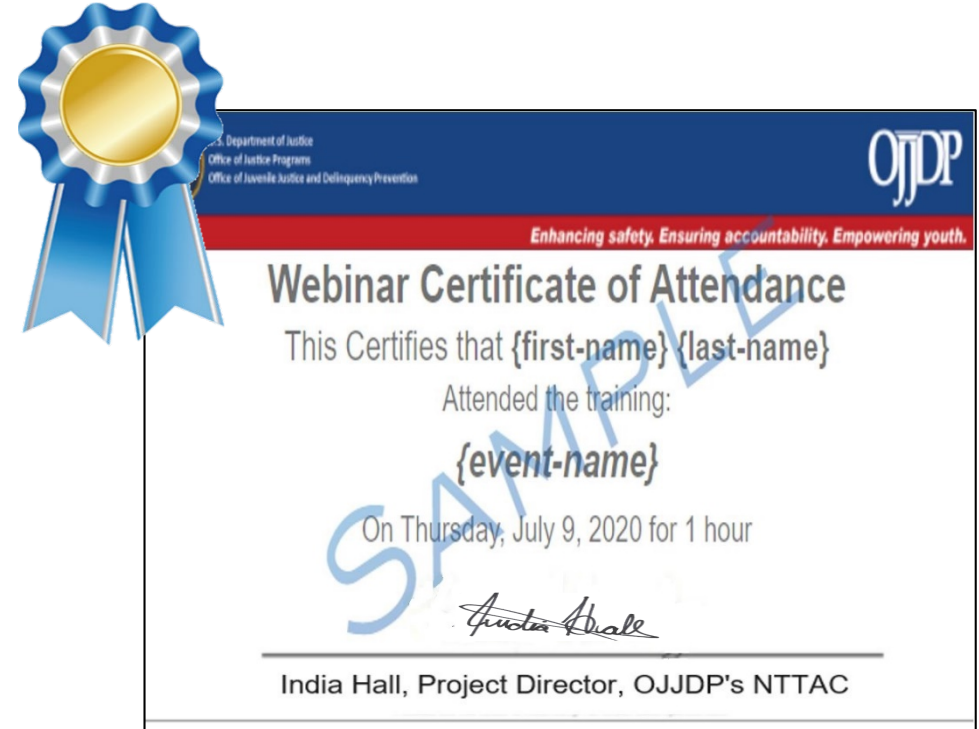 U.S. Department of Justice
Office of Justice Programs
Office of Juvenile Justice and Delinquency Prevention
OJJDP
Enhancing safety. Ensuring accountability. Empowering youth.
Webinar Certificate of Attendance
This Certifies that {first-name} {last-name}
Attended the training:
{event-name}
On Thursday, July 9, 2020 for 1 hour
SAMPLE
India Hall
India Hall, Project Director, OJJDP's NTTAC